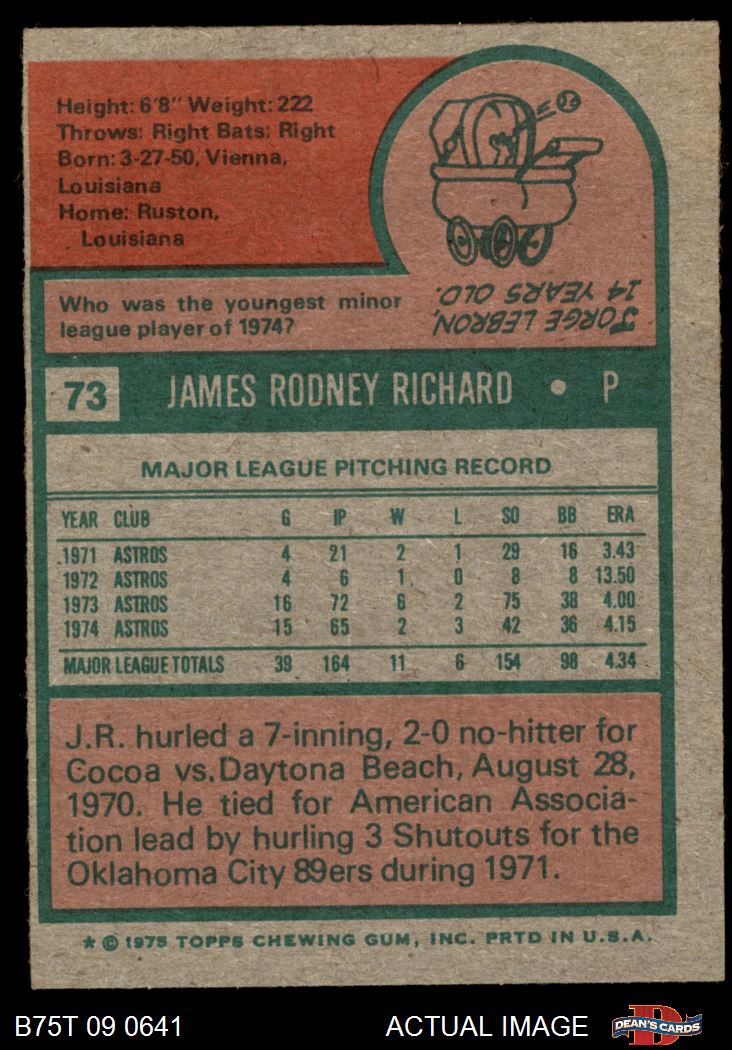 Height: 6'8" Weight: 222
Throws: Right Bats: Right
Born: 3-27-50, Vienna,
Louisiana
Home: Ruston,
Louisiana
Who was the youngest minor
league player of 1974?
JORGE LEBRON,
14 YEARS OLD.
73 JAMES RODNEY RICHARD • P
MAJOR LEAGUE PITCHING RECORD
YEAR CLUB G IP W L SO BB ERA
1971 ASTROS 4 21 2 1 29 16 3.43
1972 ASTROS 4 6 1 0 8 8 13.50
1973 ASTROS 16 72 6 2 75 38 4.00
1974 ASTROS 15 65 2 3 42 36 4.15
MAJOR LEAGUE TOTALS 39 164 11 6 154 98 4.34
J.R. hurled a 7-inning, 2-0 no-hitter for
Cocoa vs. Daytona Beach, August 28,
1970. He tied for American Associa-
tion lead by hurling 3 Shutouts for the
Oklahoma City 89ers during 1971.
* © 1975 TOPPS CHEWING GUM, INC. PRTD IN U.S.A.
B75T 09 0641 ACTUAL IMAGE D DEAN'S CARDS